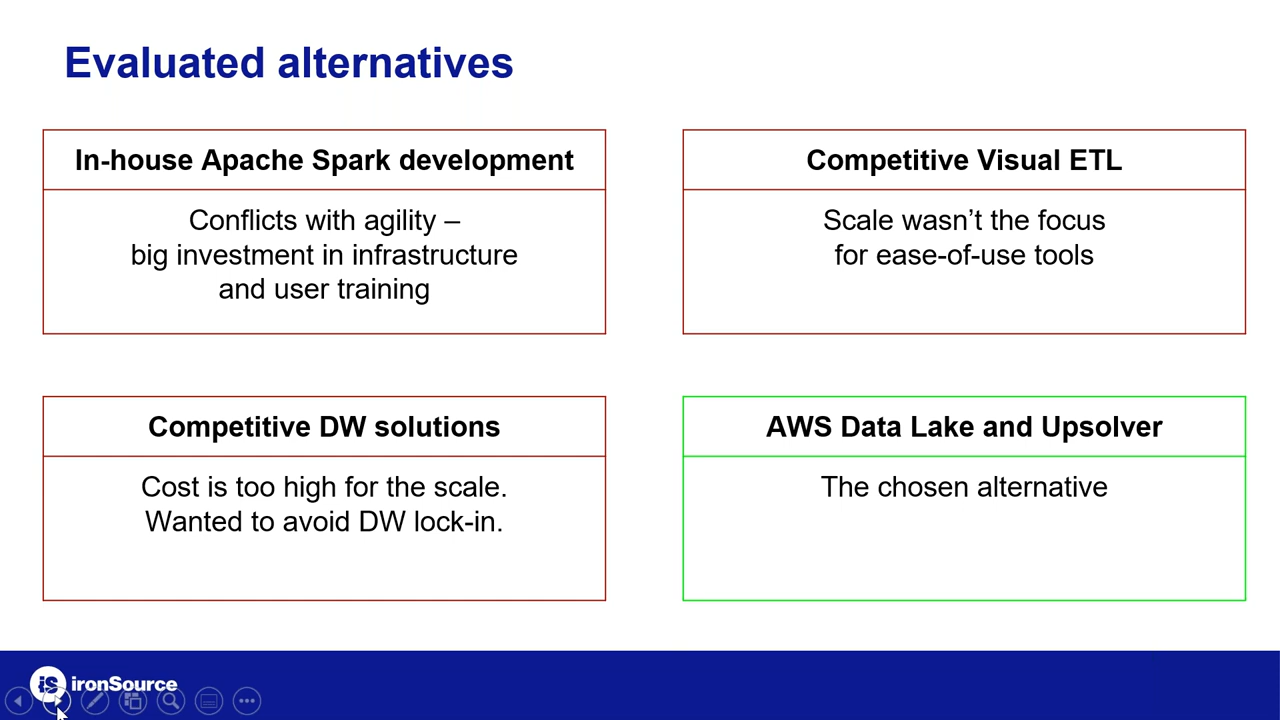 Evaluated alternatives
In-house Apache Spark development
Conflicts with agility –
big investment in infrastructure
and user training
Competitive Visual ETL
Scale wasn’t the focus
for ease-of-use tools
Competitive DW solutions
Cost is too high for the scale.
Wanted to avoid DW lock-in.
AWS Data Lake and Upsolver
The chosen alternative
is ironSource